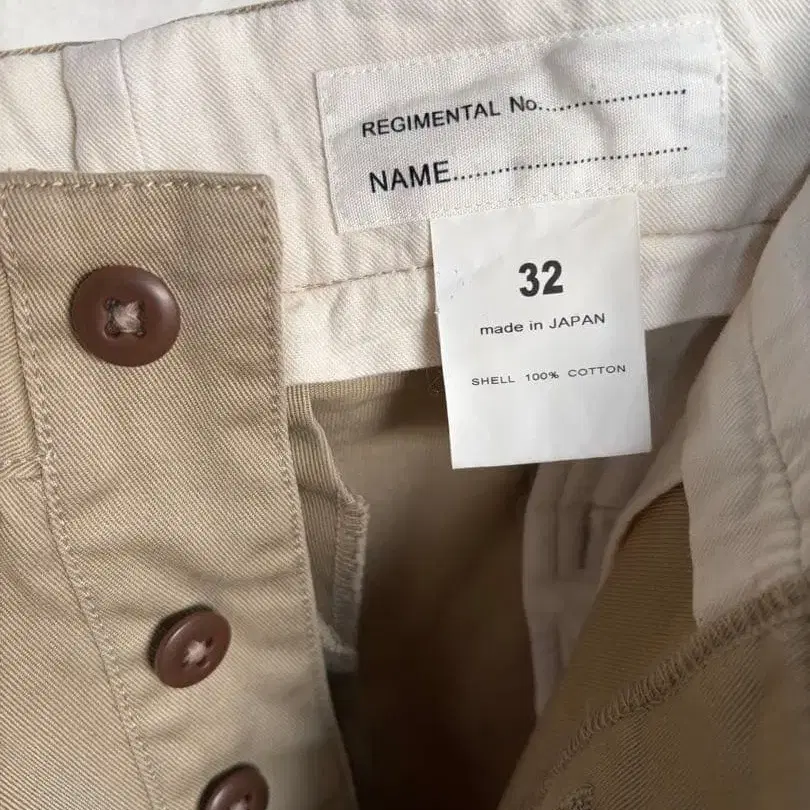 REGIMENTAL No....................
NAME..............................
32
made in JAPAN
SHELL 100% COTTON